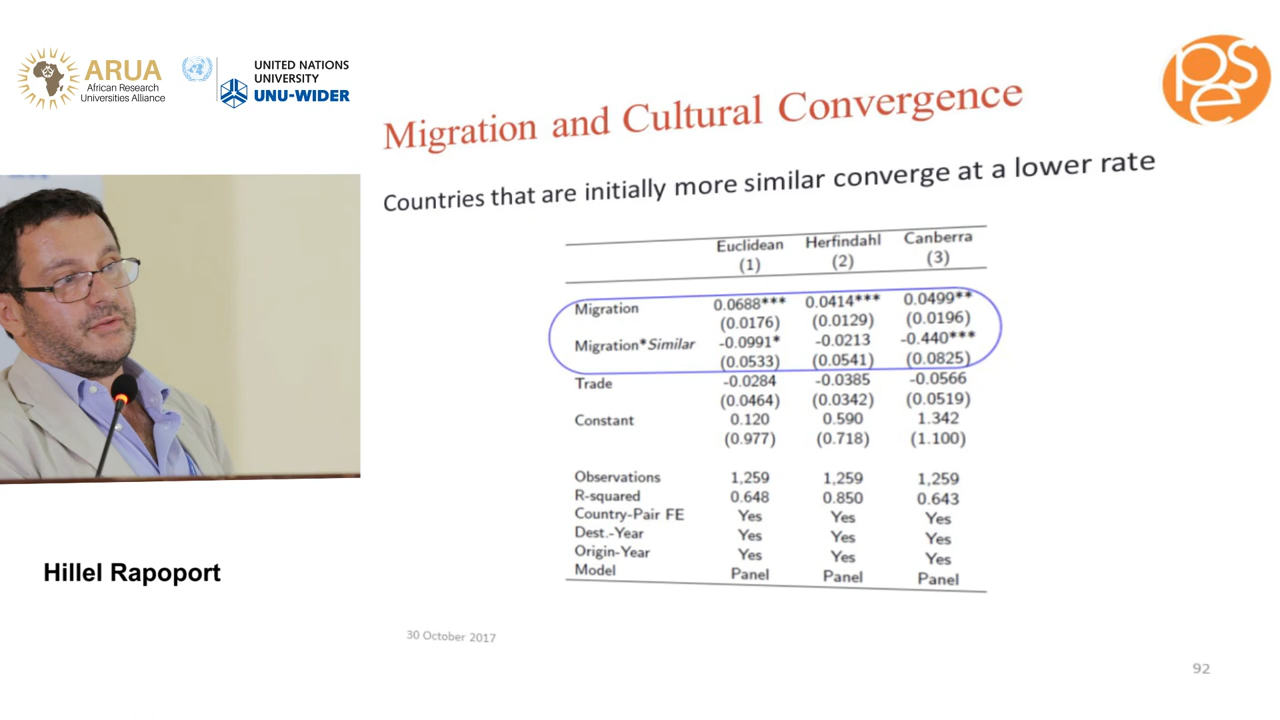 ARUA
African Research
Universities Alliance
UNITED NATIONS
UNIVERSITY
UNU-WIDER
pse
Migration and Cultural Convergence
Countries that are initially more similar converge at a lower rate
Euclidean Herfindahl Canberra
(1) (2) (3)
Migration 0.0688*** 0.0414*** 0.0499**
(0.0176) (0.0129) (0.0196)
Migration*Similar -0.0991* -0.0213 -0.440***
(0.0533) (0.0541) (0.0825)
Trade -0.0284 -0.0385 -0.0566
(0.0464) (0.0342) (0.0519)
Constant 0.120 0.590 1.342
(0.977) (0.718) (1.100)
Observations 1,259 1,259 1,259
R-squared 0.648 0.850 0.643
Country-Pair FE Yes Yes Yes
Dest.-Year Yes Yes Yes
Origin-Year Yes Yes Yes
Model Panel Panel Panel
Hillel Rapoport
30 October 2017
92